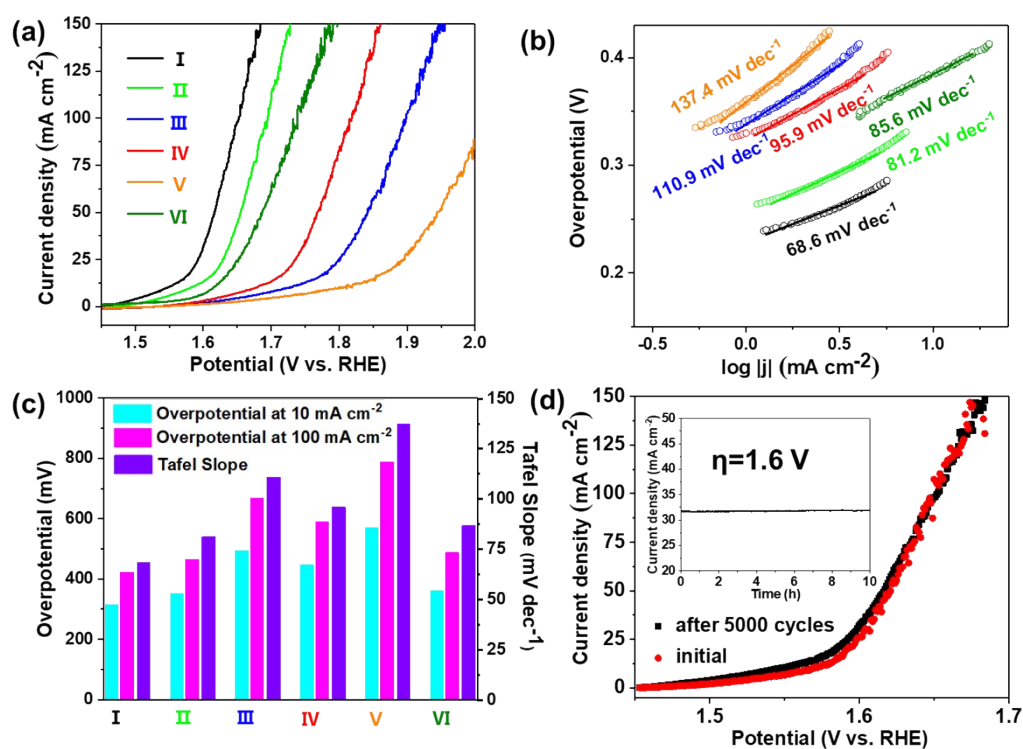 (a)
Current density (mA cm⁻²)
150
125
100
75
50
25
0
I
II
III
IV
V
VI
1.5 1.6 1.7 1.8 1.9 2.0
Potential (V vs. RHE)
(b)
Overpotential (V)
0.4
0.3
0.2
137.4 mV dec⁻¹
110.9 mV dec⁻¹
95.9 mV dec⁻¹
85.6 mV dec⁻¹
81.2 mV dec⁻¹
68.6 mV dec⁻¹
-0.5 0.0 0.5 1.0
log |j| (mA cm⁻²)
(c)
Overpotential (mV)
1000
800
600
400
200
0
Overpotential at 10 mA cm⁻²
Overpotential at 100 mA cm⁻²
Tafel Slope
150
125
100
75
50
25
0
Tafel Slope (mV dec⁻¹)
I II III IV V VI
(d)
Current density (mA cm⁻²)
150
125
100
75
50
25
0
Current density (mA cm⁻²)
50
45
40
35
30
25
20
η=1.6 V
0 2 4 6 8 10
Time (h)
after 5000 cycles
initial
1.5 1.6 1.7
Potential (V vs. RHE)